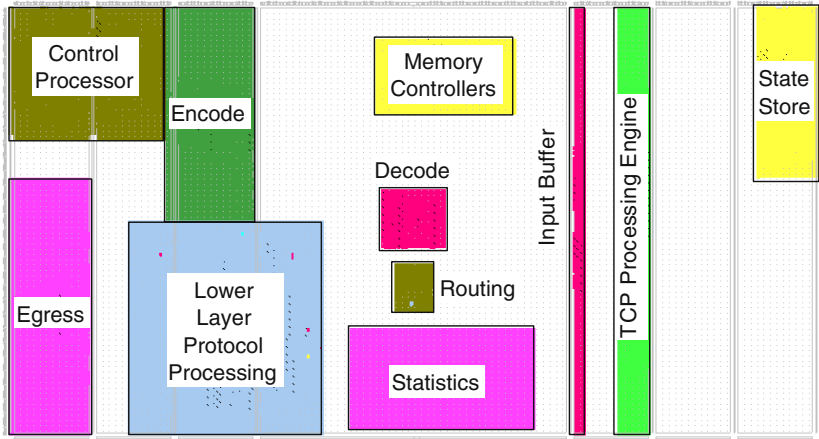 Control
Processor
Encode
Egress
Lower
Layer
Protocol
Processing
Memory
Controllers
Decode
Routing
Statistics
Input Buffer
TCP Processing Engine
State
Store